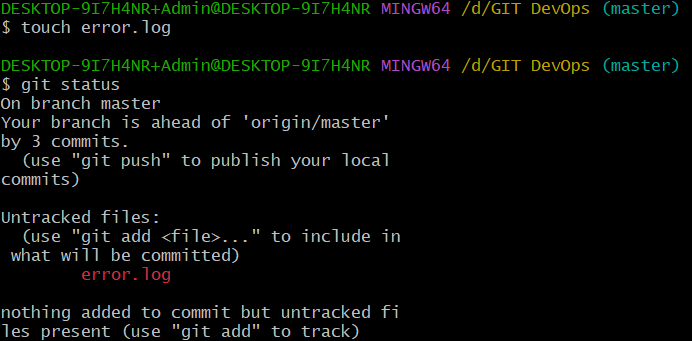 DESKTOP-9I7H4NR+Admin@DESKTOP-9I7H4NR MINGW64 /d/GIT DevOps (master)
$ touch error.log
DESKTOP-9I7H4NR+Admin@DESKTOP-9I7H4NR MINGW64 /d/GIT DevOps (master)
$ git status
On branch master
Your branch is ahead of 'origin/master'
by 3 commits.
  (use "git push" to publish your local
commits)
Untracked files:
  (use "git add <file>..." to include in
 what will be committed)
        error.log
nothing added to commit but untracked fi
les present (use "git add" to track)